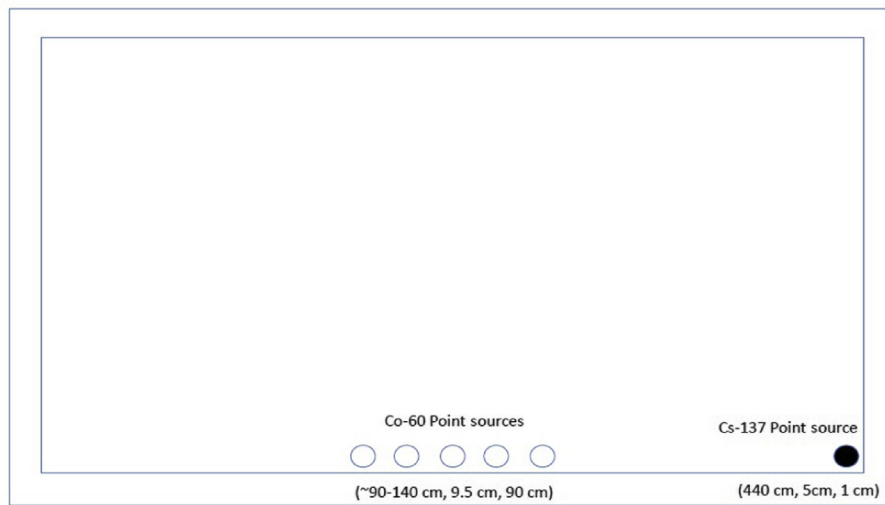 Co-60 Point sources
Cs-137 Point source
(~90-140 cm, 9.5 cm, 90 cm)
(440 cm, 5cm, 1 cm)